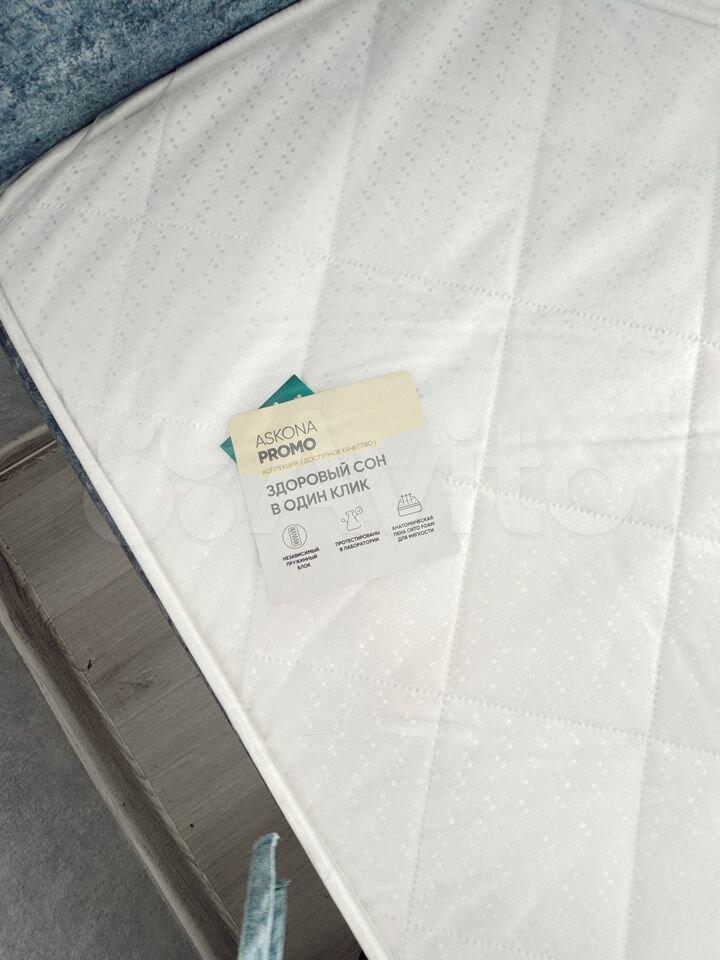 ASKONA
PROMO
КОЛЛЕКЦИЯ | ДОСТУПНОЕ КАЧЕСТВО |
ЗДОРОВЫЙ СОН
В ОДИН КЛИК
НЕЗАВИСИМЫЙ
ПРУЖИННЫЙ
БЛОК
ПРОТЕСТИРОВАНЫ
В ЛАБОРАТОРИИ
АНАТОМИЧЕСКАЯ
ПЕНА ORTO FOAM
ДЛЯ МЯГКОСТИ
Avito